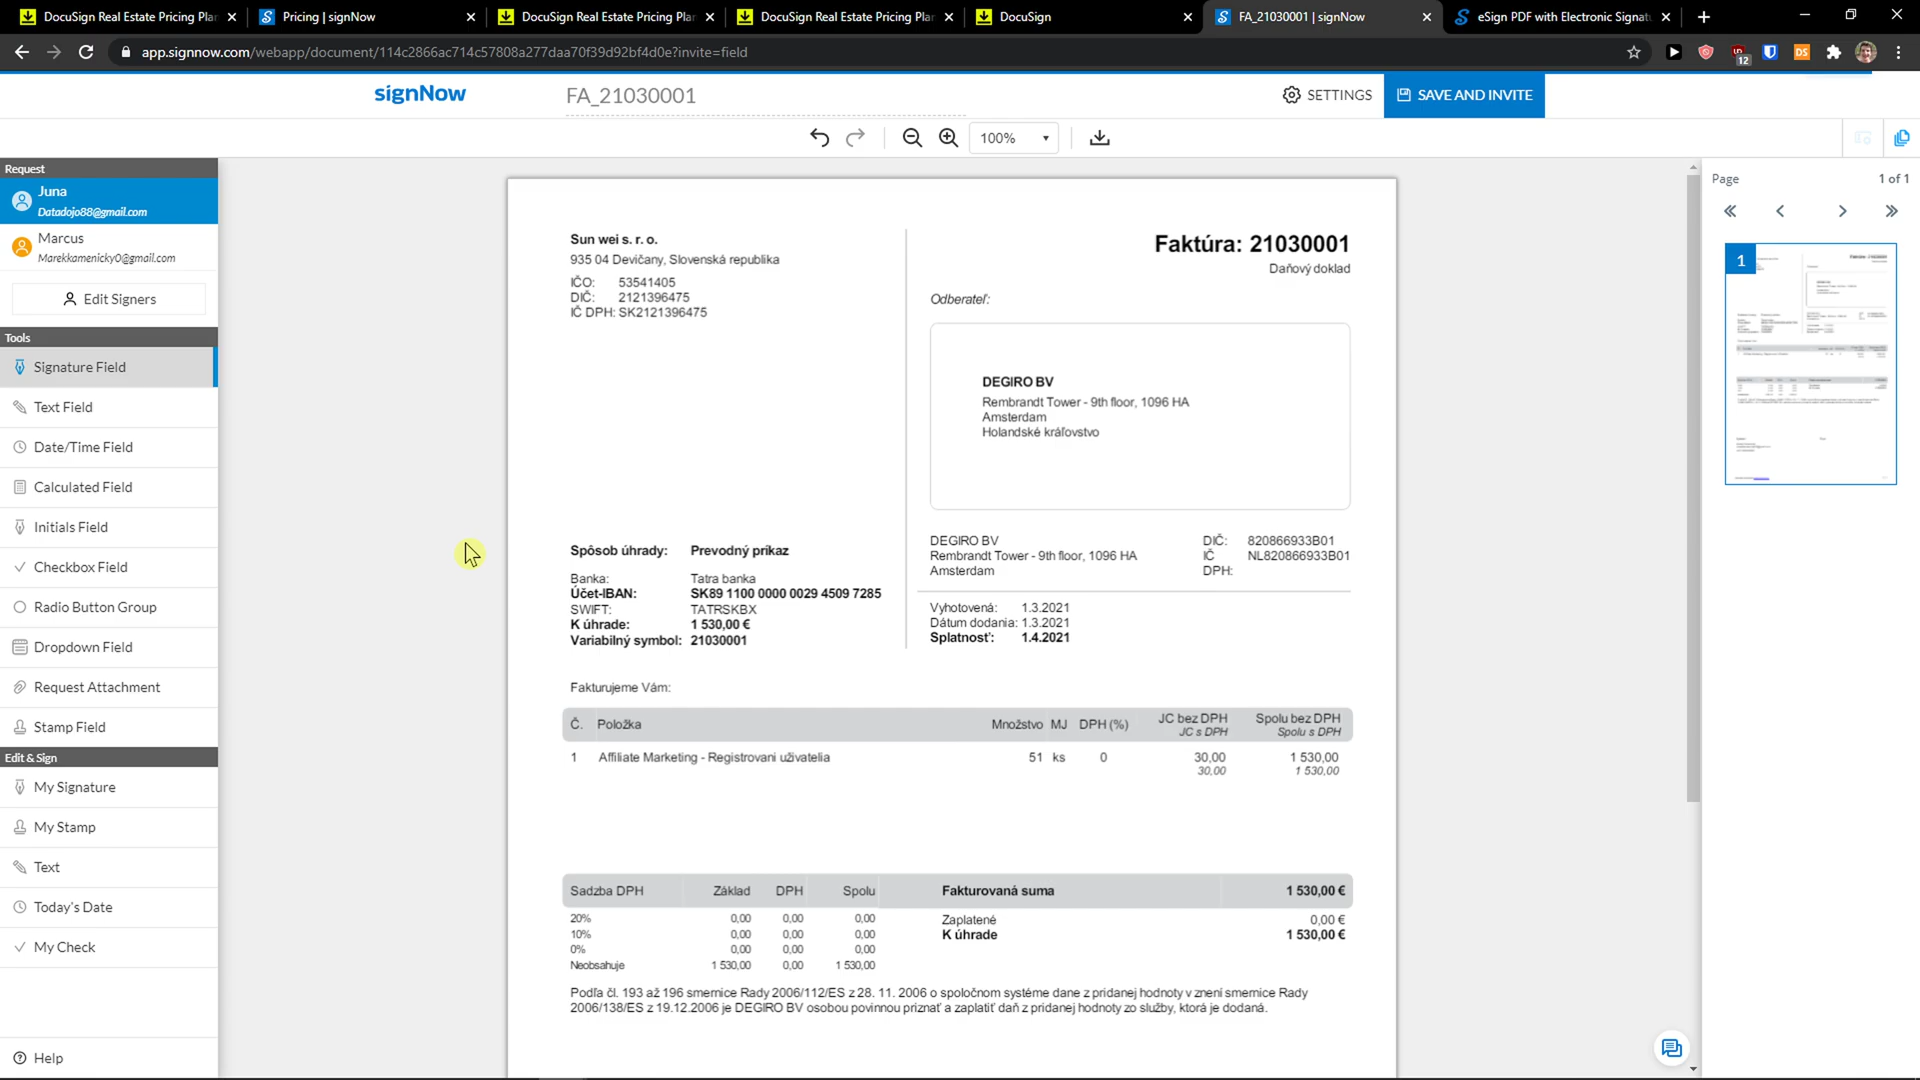 DocuSign Real Estate Pricing Plan
Pricing | signNow
DocuSign Real Estate Pricing Plan
DocuSign Real Estate Pricing Plan
DocuSign
FA_21030001 | signNow
eSign PDF with Electronic Signatu
app.signnow.com/webapp/document/114c2866ac714c57808a277daa70f39d92bf4d0e?invite=field
12
DS
signNow
FA_21030001
SETTINGS
SAVE AND INVITE
100%
Request
Juna
Datadojo88@gmail.com
Marcus
Marekkamenicky0@gmail.com
Edit Signers
Tools
Signature Field
Text Field
Date/Time Field
Calculated Field
Initials Field
Checkbox Field
Radio Button Group
Dropdown Field
Request Attachment
Stamp Field
Edit & Sign
My Signature
My Stamp
Text
Today's Date
My Check
Help
Sun wei s. r. o.
935 04 Devičany, Slovenská republika
IČO: 53541405
DIČ: 2121396475
IČ DPH: SK2121396475
Faktúra: 21030001
Daňový doklad
Odberateľ:
DEGIRO BV
Rembrandt Tower - 9th floor, 1096 HA
Amsterdam
Holandské kráľovstvo
Spôsob úhrady: Prevodný príkaz
Banka: Tatra banka
Účet-IBAN: SK89 1100 0000 0029 4509 7285
SWIFT: TATRSKBX
K úhrade: 1 530,00 €
Variabilný symbol: 21030001
DEGIRO BV
Rembrandt Tower - 9th floor, 1096 HA
Amsterdam
DIČ: 820866933B01
IČ NL820866933B01
DPH:
Vyhotovená: 1.3.2021
Dátum dodania: 1.3.2021
Splatnosť: 1.4.2021
Fakturujeme Vám:
Č. Položka Množstvo MJ DPH (%) JC bez DPH Spolu bez DPH
JC s DPH Spolu s DPH
1 Affiliate Marketing - Registrovani uživatelia 51 ks 0 30,00 1 530,00
30,00 1 530,00
Sadzba DPH Základ DPH Spolu
20% 0,00 0,00 0,00
10% 0,00 0,00 0,00
0% 0,00 0,00 0,00
Neobsahuje 1 530,00 0,00 1 530,00
Fakturovaná suma 1 530,00 €
Zaplatené 0,00 €
K úhrade 1 530,00 €
Podľa čl. 193 až 196 smernice Rady 2006/112/ES z 28. 11. 2006 o spoločnom systéme dane z pridanej hodnoty v znení smernice Rady
2006/138/ES z 19.12.2006 je DEGIRO BV osobou povinnou priznať a zaplatiť daň z pridanej hodnoty zo služby, ktorá je dodaná.
Page 1 of 1
1